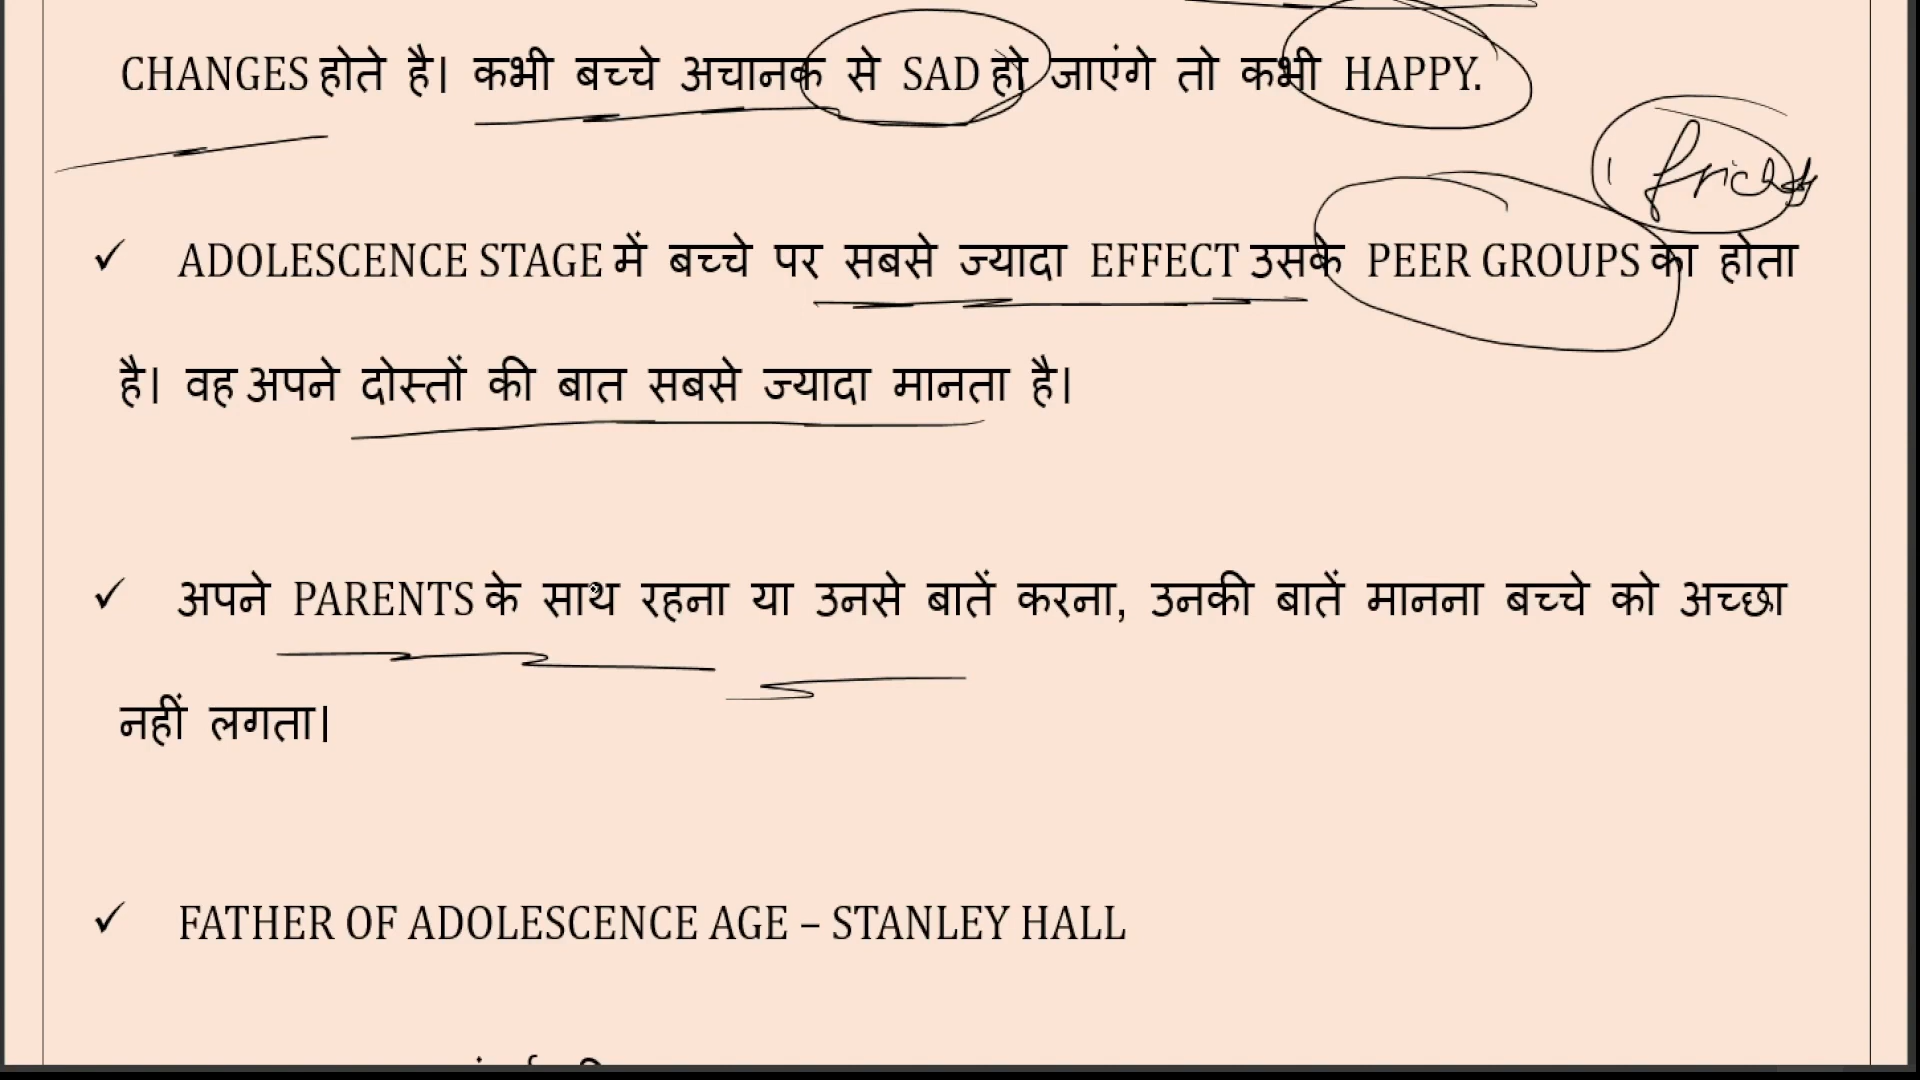 CHANGES होते है। कभी बच्चे अचानक से SAD हो जाएंगे तो कभी HAPPY.
✓ ADOLESCENCE STAGE में बच्चे पर सबसे ज्यादा EFFECT उसके PEER GROUPS का होता
है। वह अपने दोस्तों की बात सबसे ज्यादा मानता है।
✓ अपने PARENTS के साथ रहना या उनसे बातें करना, उनकी बातें मानना बच्चे को अच्छा
नहीं लगता।
✓ FATHER OF ADOLESCENCE AGE – STANLEY HALL